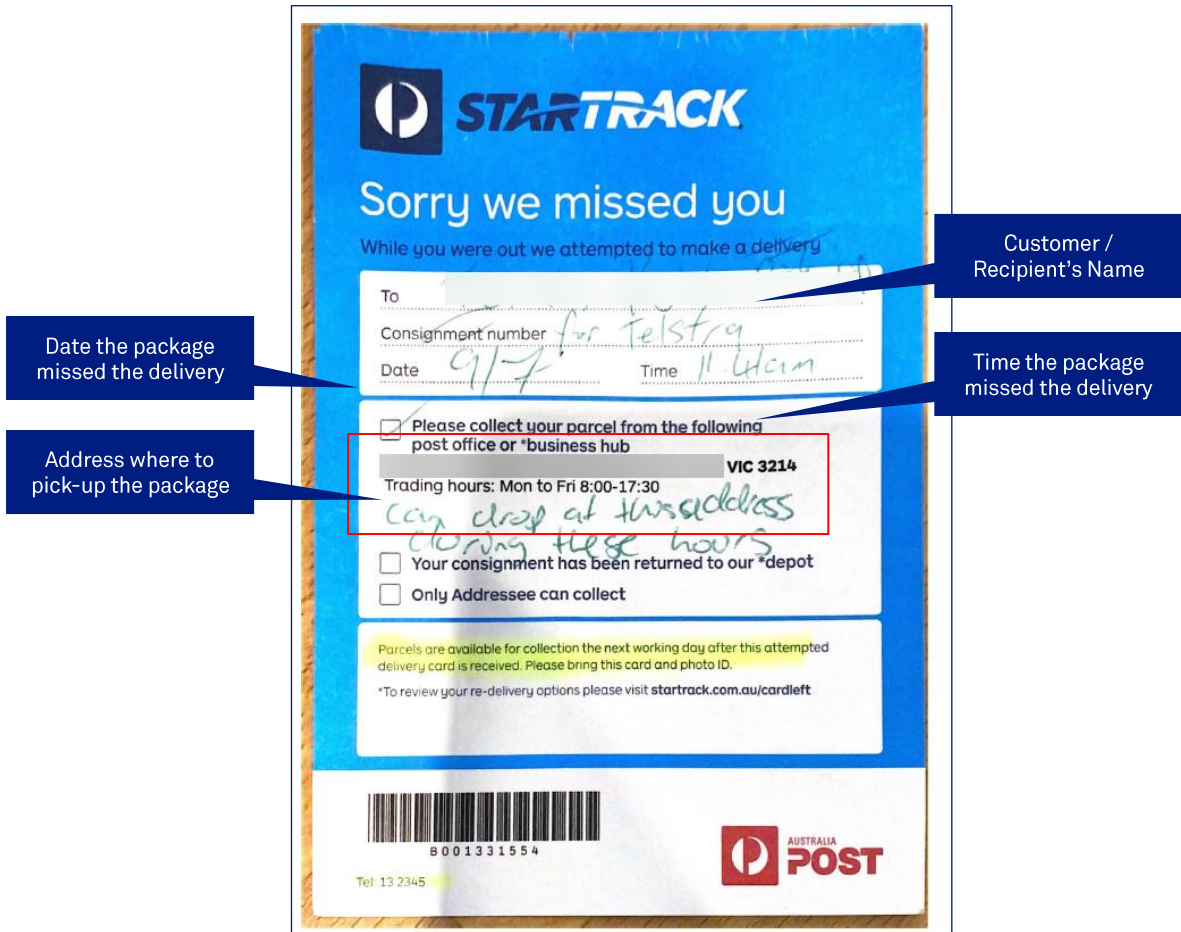 STARTRACK
Sorry we missed you
While you were out we attempted to make a delivery
Customer /
Recipient's Name
To
Consignment number for Telstra
Date the package
missed the delivery
Date 9/7 Time 11.41am
Time the package
missed the delivery
Please collect your parcel from the following
post office or *business hub
Address where to
pick-up the package
VIC 3214
Trading hours: Mon to Fri 8:00-17:30
Can drop at this address
during these hours
Your consignment has been returned to our *depot
Only Addressee can collect
Parcels are available for collection the next working day after this attempted
delivery card is received. Please bring this card and photo ID.
*To review your re-delivery options please visit startrack.com.au/cardleft
B001331554
AUSTRALIA
POST
Tel: 13 2345